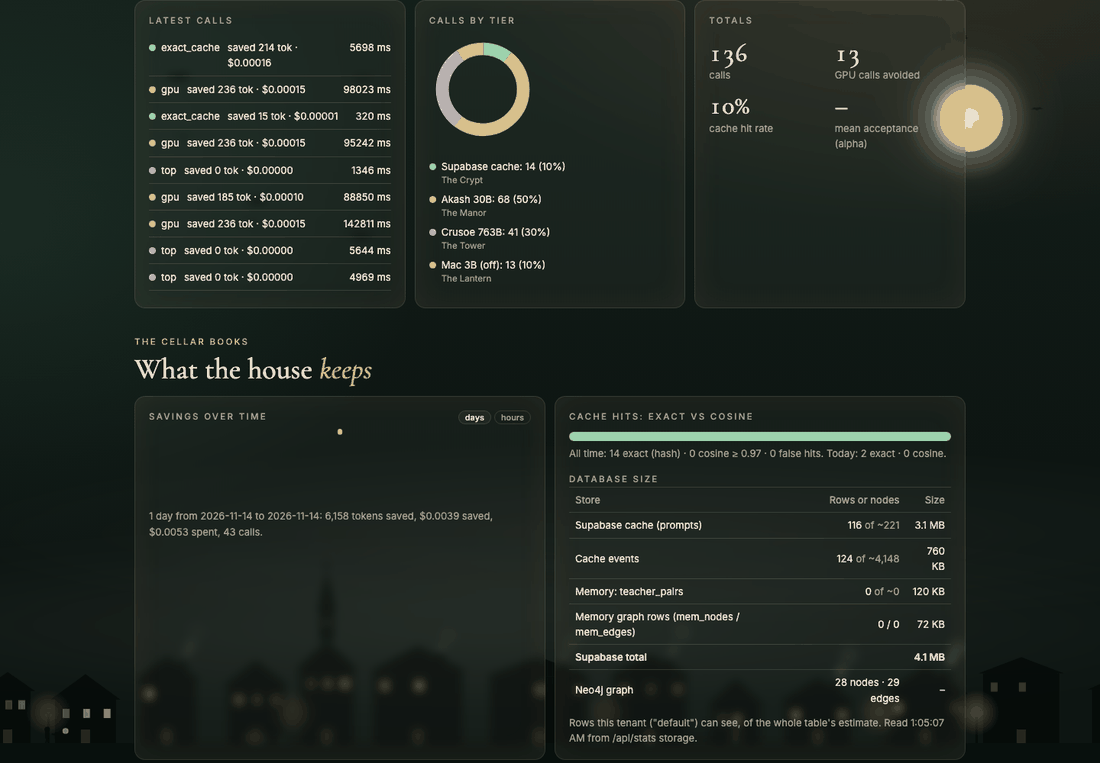 LATEST CALLS
exact_cache saved 214 tok · 5698 ms
$0.00016
gpu saved 236 tok · $0.00015 98023 ms
exact_cache saved 15 tok · $0.00001 320 ms
gpu saved 236 tok · $0.00015 95242 ms
top saved 0 tok · $0.00000 1346 ms
gpu saved 185 tok · $0.00010 88850 ms
gpu saved 236 tok · $0.00015 142811 ms
top saved 0 tok · $0.00000 5644 ms
top saved 0 tok · $0.00000 4969 ms
CALLS BY TIER
Supabase cache: 14 (10%)
The Crypt
Akash 30B: 68 (50%)
The Manor
Crusoe 763B: 41 (30%)
The Tower
Mac 3B (off): 13 (10%)
The Lantern
TOTALS
136
calls
13
GPU calls avoided
10%
cache hit rate
–
mean acceptance
(alpha)
THE CELLAR BOOKS
What the house keeps
SAVINGS OVER TIME
days hours
1 day from 2026-11-14 to 2026-11-14: 6,158 tokens saved, $0.0039 saved,
$0.0053 spent, 43 calls.
CACHE HITS: EXACT VS COSINE
All time: 14 exact (hash) · 0 cosine ≥ 0.97 · 0 false hits. Today: 2 exact · 0 cosine.
DATABASE SIZE
Store Rows or nodes Size
Supabase cache (prompts) 116 of ~221 3.1 MB
Cache events 124 of ~4,148 760
KB
Memory: teacher_pairs 0 of ~0 120 KB
Memory graph rows (mem_nodes / 0 / 0 72 KB
mem_edges)
Supabase total 4.1 MB
Neo4j graph 28 nodes · 29 –
edges
Rows this tenant ("default") can see, of the whole table's estimate. Read 1:05:07
AM from /api/stats storage.